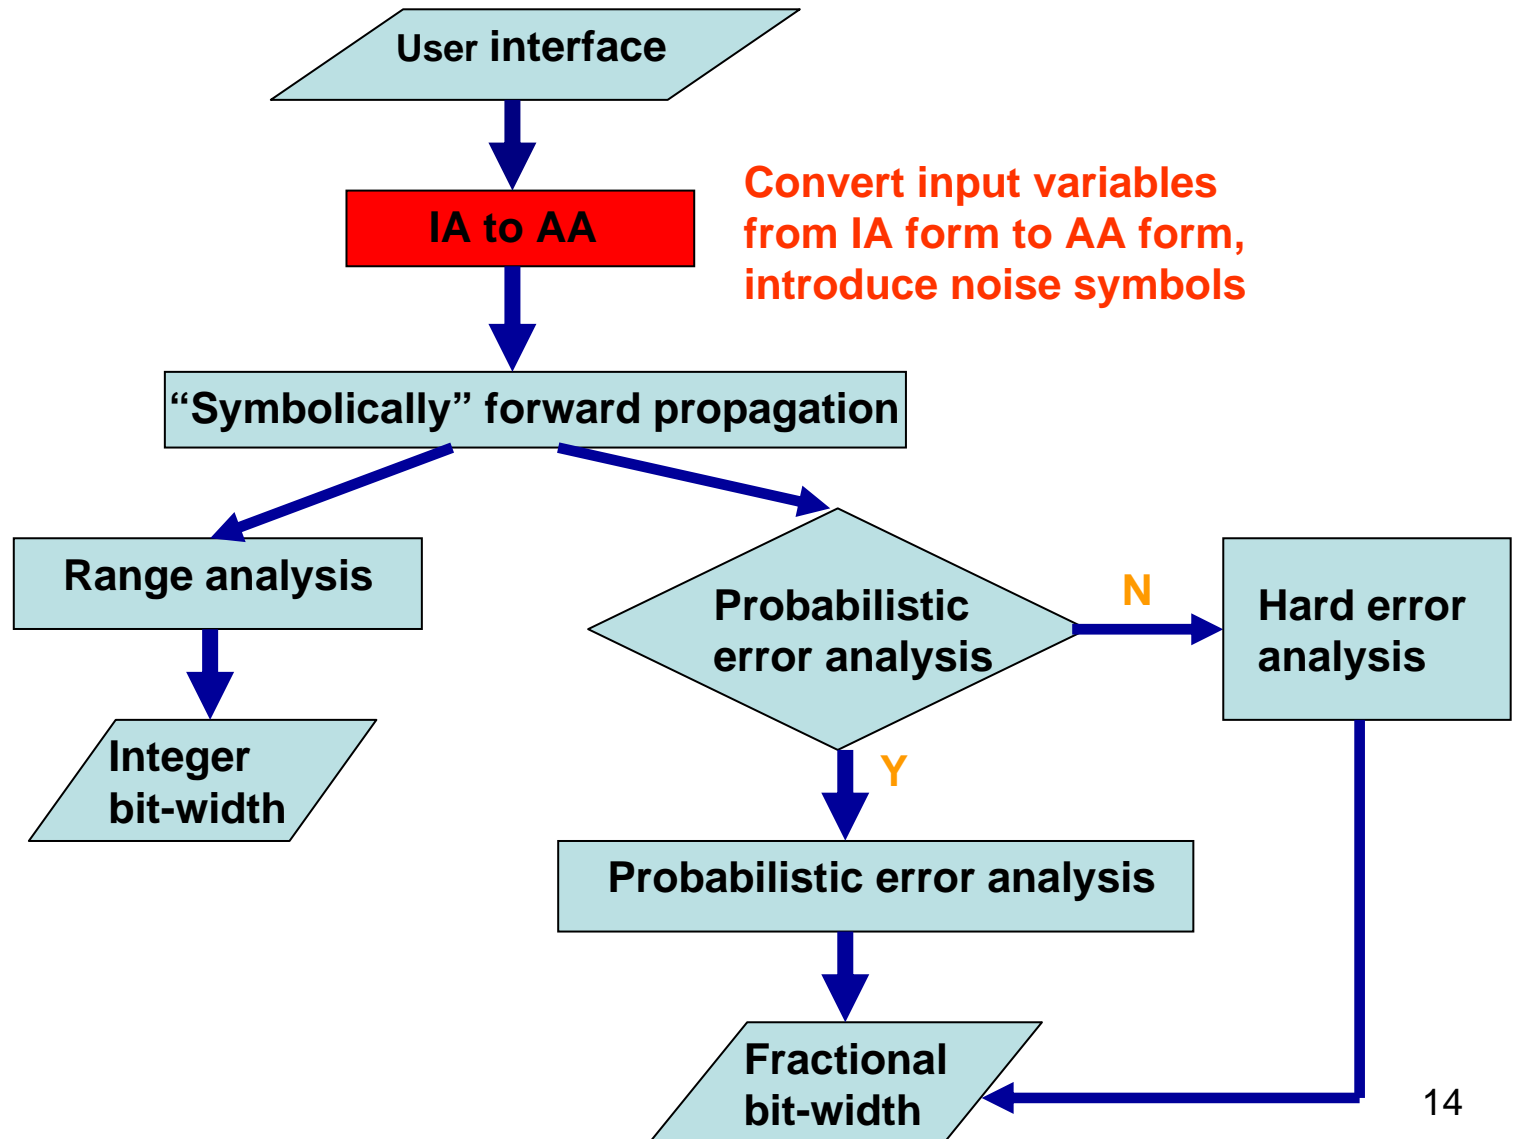 User interface
IA to AA
Convert input variables
from IA form to AA form,
introduce noise symbols
“Symbolically” forward propagation
Range analysis
Probabilistic
error analysis
N
Hard error
analysis
Integer
bit-width
Y
Probabilistic error analysis
Fractional
bit-width
14